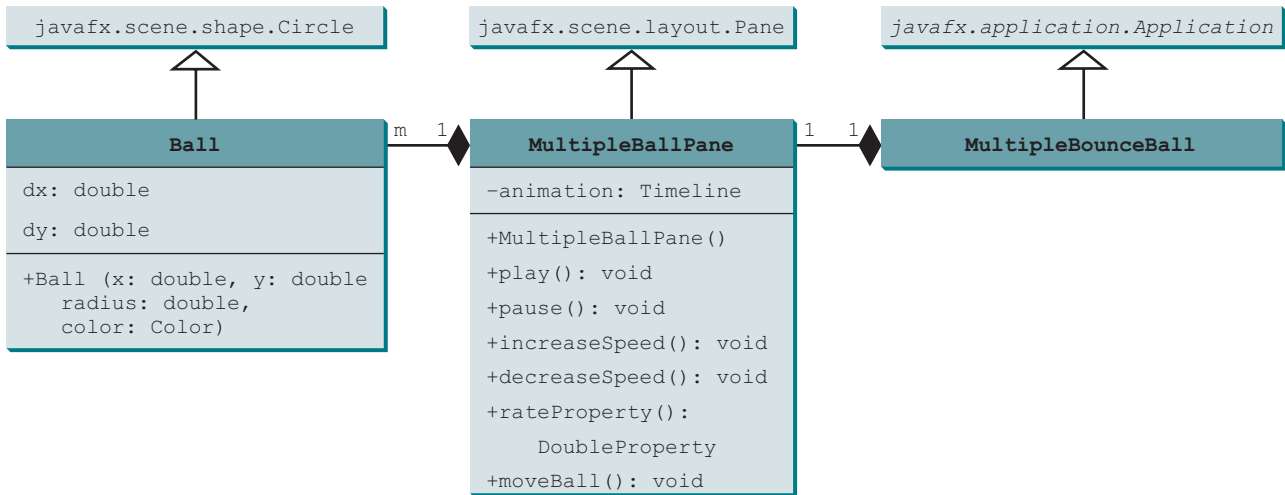 javafx.scene.shape.Circle
javafx.scene.layout.Pane
javafx.application.Application
Ball
dx: double
dy: double
+Ball (x: double, y: double
radius: double,
color: Color)
m 1
MultipleBallPane
-animation: Timeline
+MultipleBallPane()
+play(): void
+pause(): void
+increaseSpeed(): void
+decreaseSpeed(): void
+rateProperty():
DoubleProperty
+moveBall(): void
1 1
MultipleBounceBall